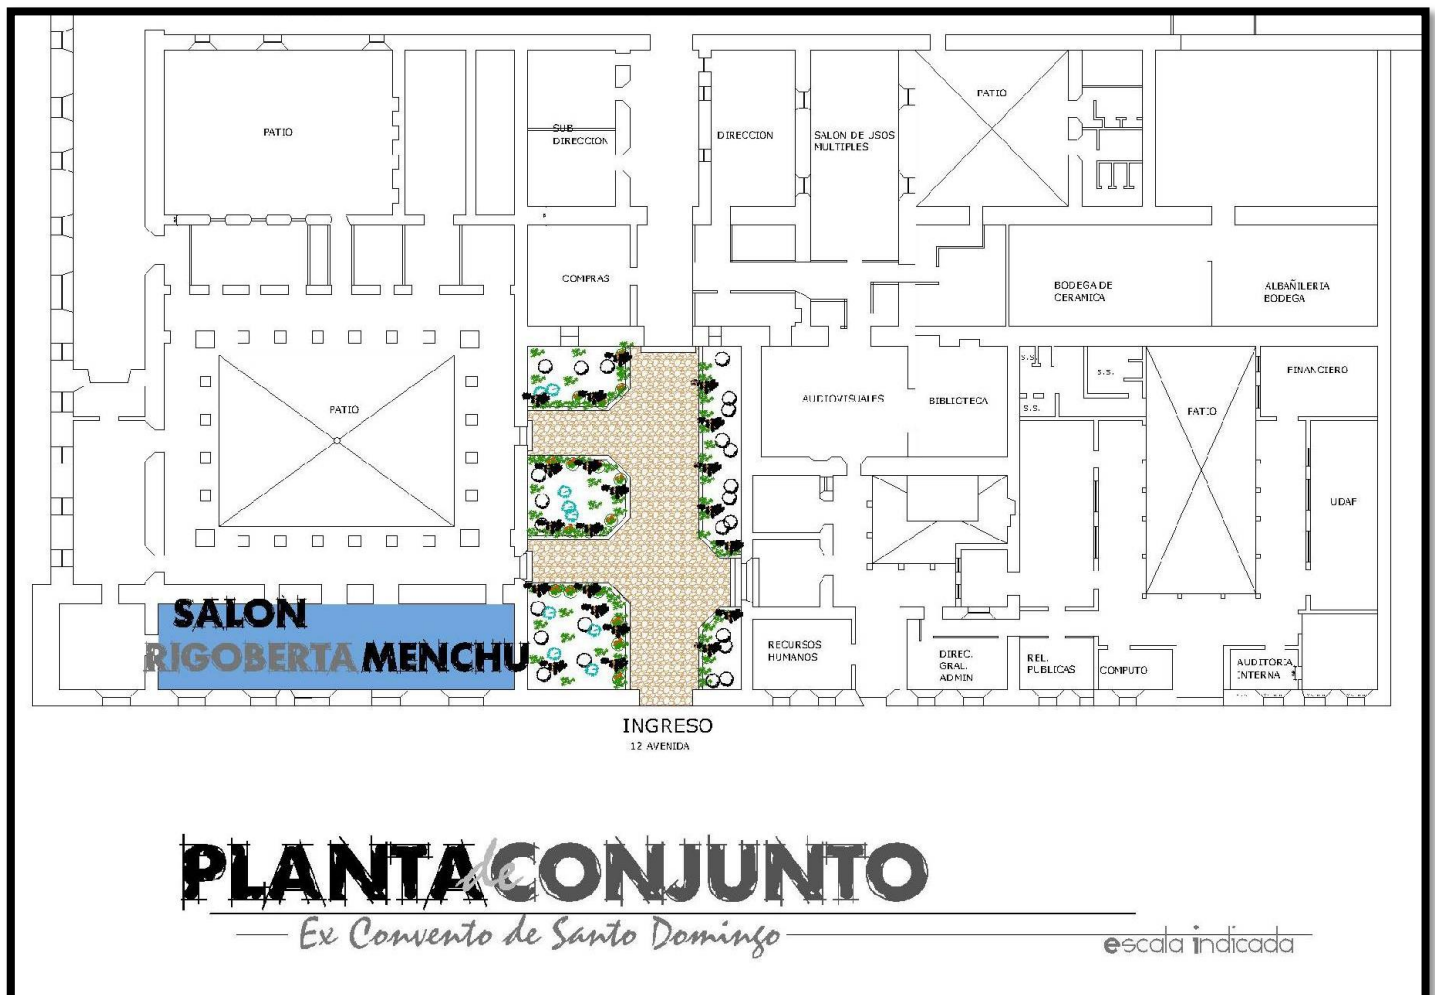 PATIO
SUB
DIRECCION
DIRECCION
SALON DE USOS
MULTIPLES
PATIO
COMPRAS
BODEGA DE
CERAMICA
ALBAÑILERIA
BODEGA
PATIO
AUDIOVISUALES
BIBLIOTECA
S.S.
S.S.
S.S.
PATIO
FINANCIERO
UDAF
SALON
RIGOBERTA MENCHU
RECURSOS
HUMANOS
DIREC.
GRAL.
ADMIN
REL.
PUBLICAS
COMPUTO
AUDITORIA
INTERNA
INGRESO
12 AVENIDA
PLANTA de CONJUNTO
Ex Convento de Santo Domingo
escala indicada